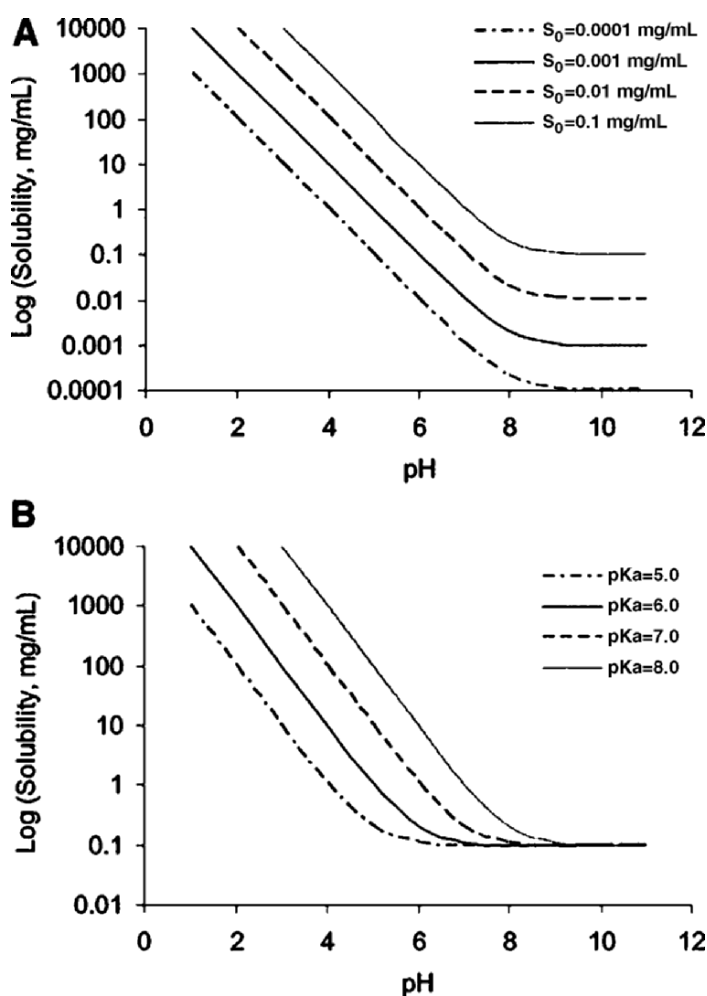 A
S₀=0.0001 mg/mL
S₀=0.001 mg/mL
S₀=0.01 mg/mL
S₀=0.1 mg/mL
Log (Solubility, mg/mL)
10000
1000
100
10
1
0.1
0.01
0.001
0.0001
0 2 4 6 8 10 12
pH
B
pKa=5.0
pKa=6.0
pKa=7.0
pKa=8.0
Log (Solubility, mg/mL)
10000
1000
100
10
1
0.1
0.01
0 2 4 6 8 10 12
pH